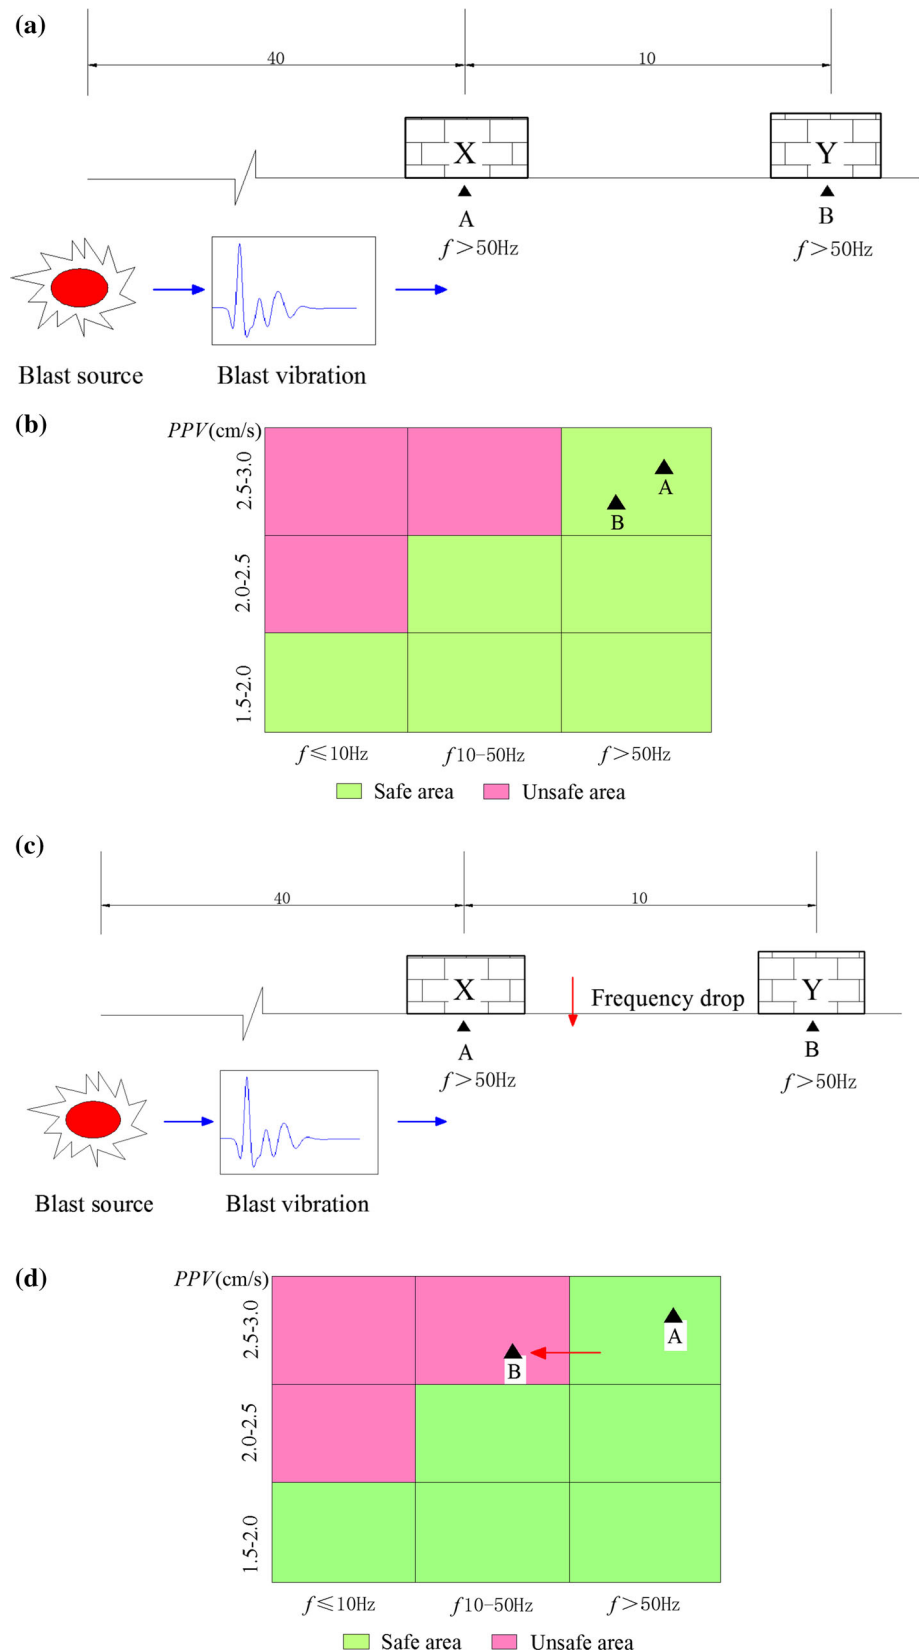 (a)
40
10
X
Y
A
B
f>50Hz
f>50Hz
Blast source
Blast vibration
(b)
PPV(cm/s)
2.5-3.0
A
B
2.0-2.5
1.5-2.0
f≤10Hz
f10-50Hz
f>50Hz
Safe area
Unsafe area
(c)
40
10
X
Frequency drop
Y
A
B
f>50Hz
f>50Hz
Blast source
Blast vibration
(d)
PPV(cm/s)
2.5-3.0
A
B
2.0-2.5
1.5-2.0
f≤10Hz
f10-50Hz
f>50Hz
Safe area
Unsafe area